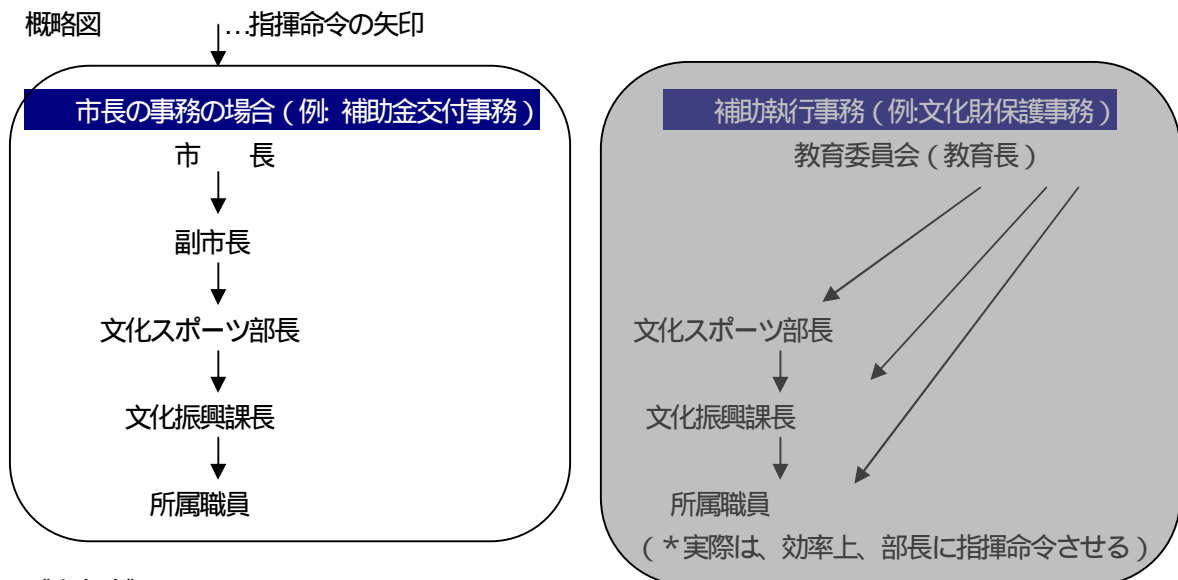 概略図 …指揮命令の矢印
市長の事務の場合(例: 補助金交付事務)
市 長
副市長
文化スポーツ部長
文化振興課長
所属職員
補助執行事務(例:文化財保護事務)
教育委員会(教育長)
文化スポーツ部長
文化振興課長
所属職員
(*実際は、効率上、部長に指揮命令させる)